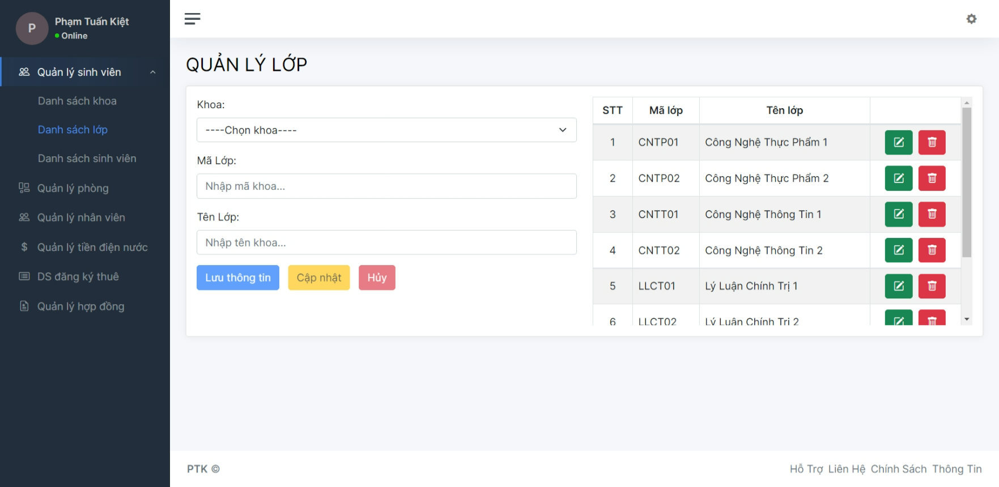 P
Phạm Tuấn Kiệt
Online
Quản lý sinh viên
Danh sách khoa
Danh sách lớp
Danh sách sinh viên
Quản lý phòng
Quản lý nhân viên
Quản lý tiền điện nước
DS đăng ký thuê
Quản lý hợp đồng
QUẢN LÝ LỚP
Khoa:
----Chọn khoa----
Mã Lớp:
Nhập mã khoa...
Tên Lớp:
Nhập tên khoa...
Lưu thông tin Cập nhật Hủy
STT Mã lớp Tên lớp
1 CNTP01 Công Nghệ Thực Phẩm 1
2 CNTP02 Công Nghệ Thực Phẩm 2
3 CNTT01 Công Nghệ Thông Tin 1
4 CNTT02 Công Nghệ Thông Tin 2
5 LLCT01 Lý Luận Chính Trị 1
6 LLCT02 Lý Luận Chính Trị 2
PTK ©
Hỗ Trợ Liên Hệ Chính Sách Thông Tin